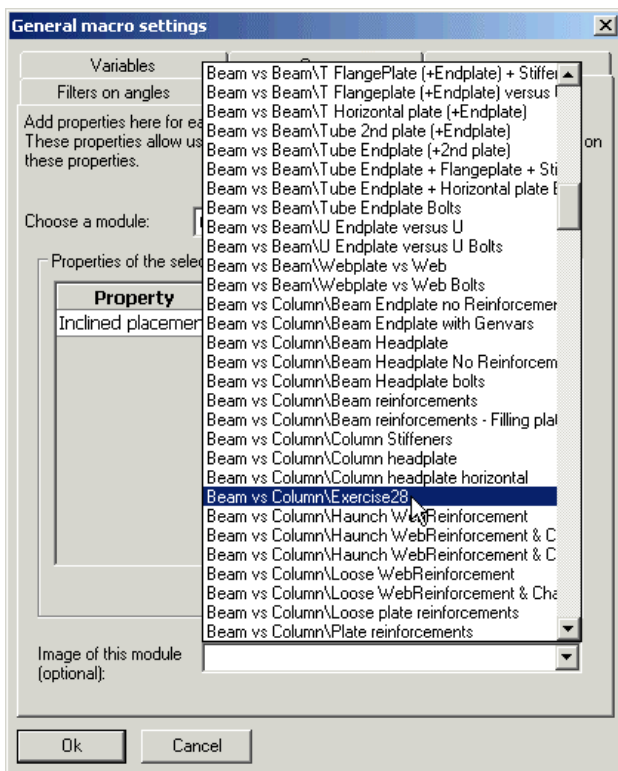 General macro settings
Variables
Filters on angles
Add properties here for ea
These properties allow us
on
these properties.
Choose a module:
Properties of the selec
Property
Inclined placemen
Beam vs Beam\T FlangePlate (+Endplate) + Stiffe
Beam vs Beam\T Flangeplate (+Endplate) versus
Beam vs Beam\T Horizontal plate (+Endplate)
Beam vs Beam\Tube 2nd plate (+Endplate)
Beam vs Beam\Tube Endplate (+2nd plate)
Beam vs Beam\Tube Endplate + Flangeplate + Sti
Beam vs Beam\Tube Endplate + Horizontal plate
Beam vs Beam\Tube Endplate Bolts
Beam vs Beam\U Endplate versus U
Beam vs Beam\U Endplate versus U Bolts
Beam vs Beam\Webplate vs Web
Beam vs Beam\Webplate vs Web Bolts
Beam vs Column\Beam Endplate no Reinforcemer
Beam vs Column\Beam Endplate with Genvars
Beam vs Column\Beam Headplate
Beam vs Column\Beam Headplate No Reinforcem
Beam vs Column\Beam Headplate bolts
Beam vs Column\Beam reinforcements
Beam vs Column\Beam reinforcements - Filling pla
Beam vs Column\Column Stiffeners
Beam vs Column\Column headplate
Beam vs Column\Column headplate horizontal
Beam vs Column\Exercise28
Beam vs Column\Haunch WebReinforcement
Beam vs Column\Haunch WebReinforcement & C
Beam vs Column\Haunch WebReinforcement & C
Beam vs Column\Loose WebReinforcement
Beam vs Column\Loose WebReinforcement & Cha
Beam vs Column\Loose plate reinforcements
Beam vs Column\Plate reinforcements
Image of this module
(optional):
Ok
Cancel